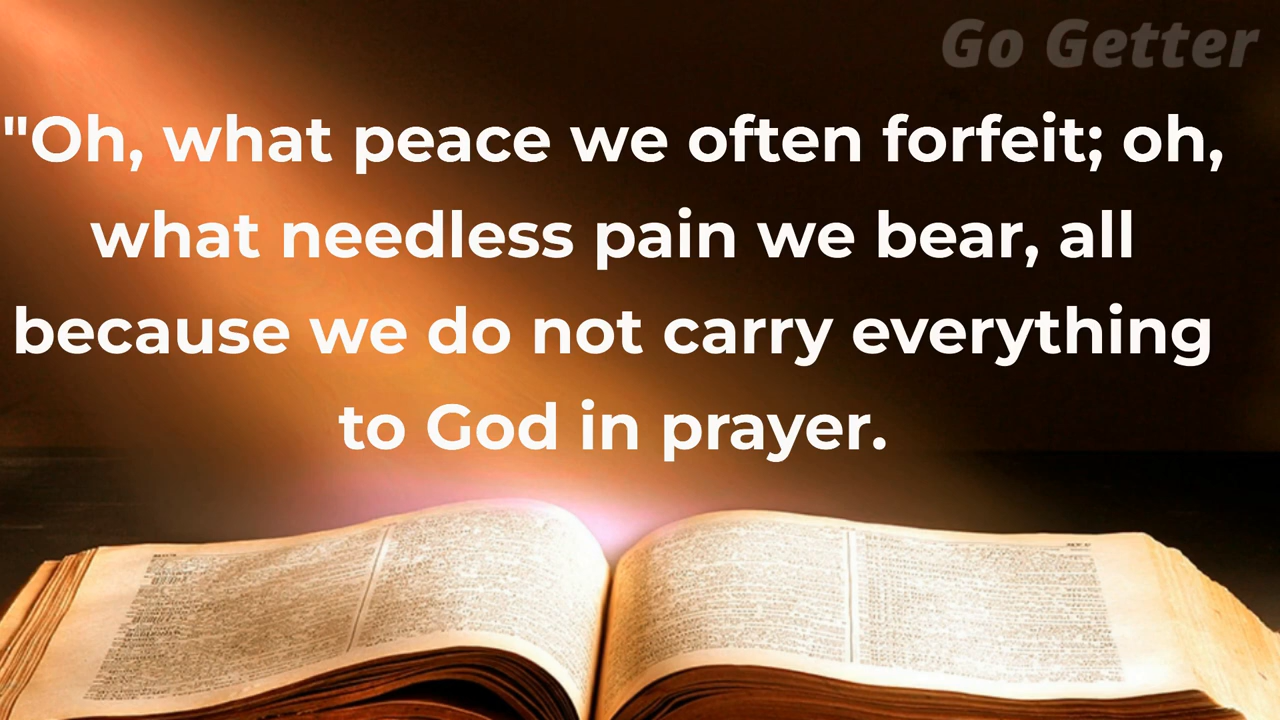 Go Getter
"Oh, what peace we often forfeit; oh,
what needless pain we bear, all
because we do not carry everything
to God in prayer.